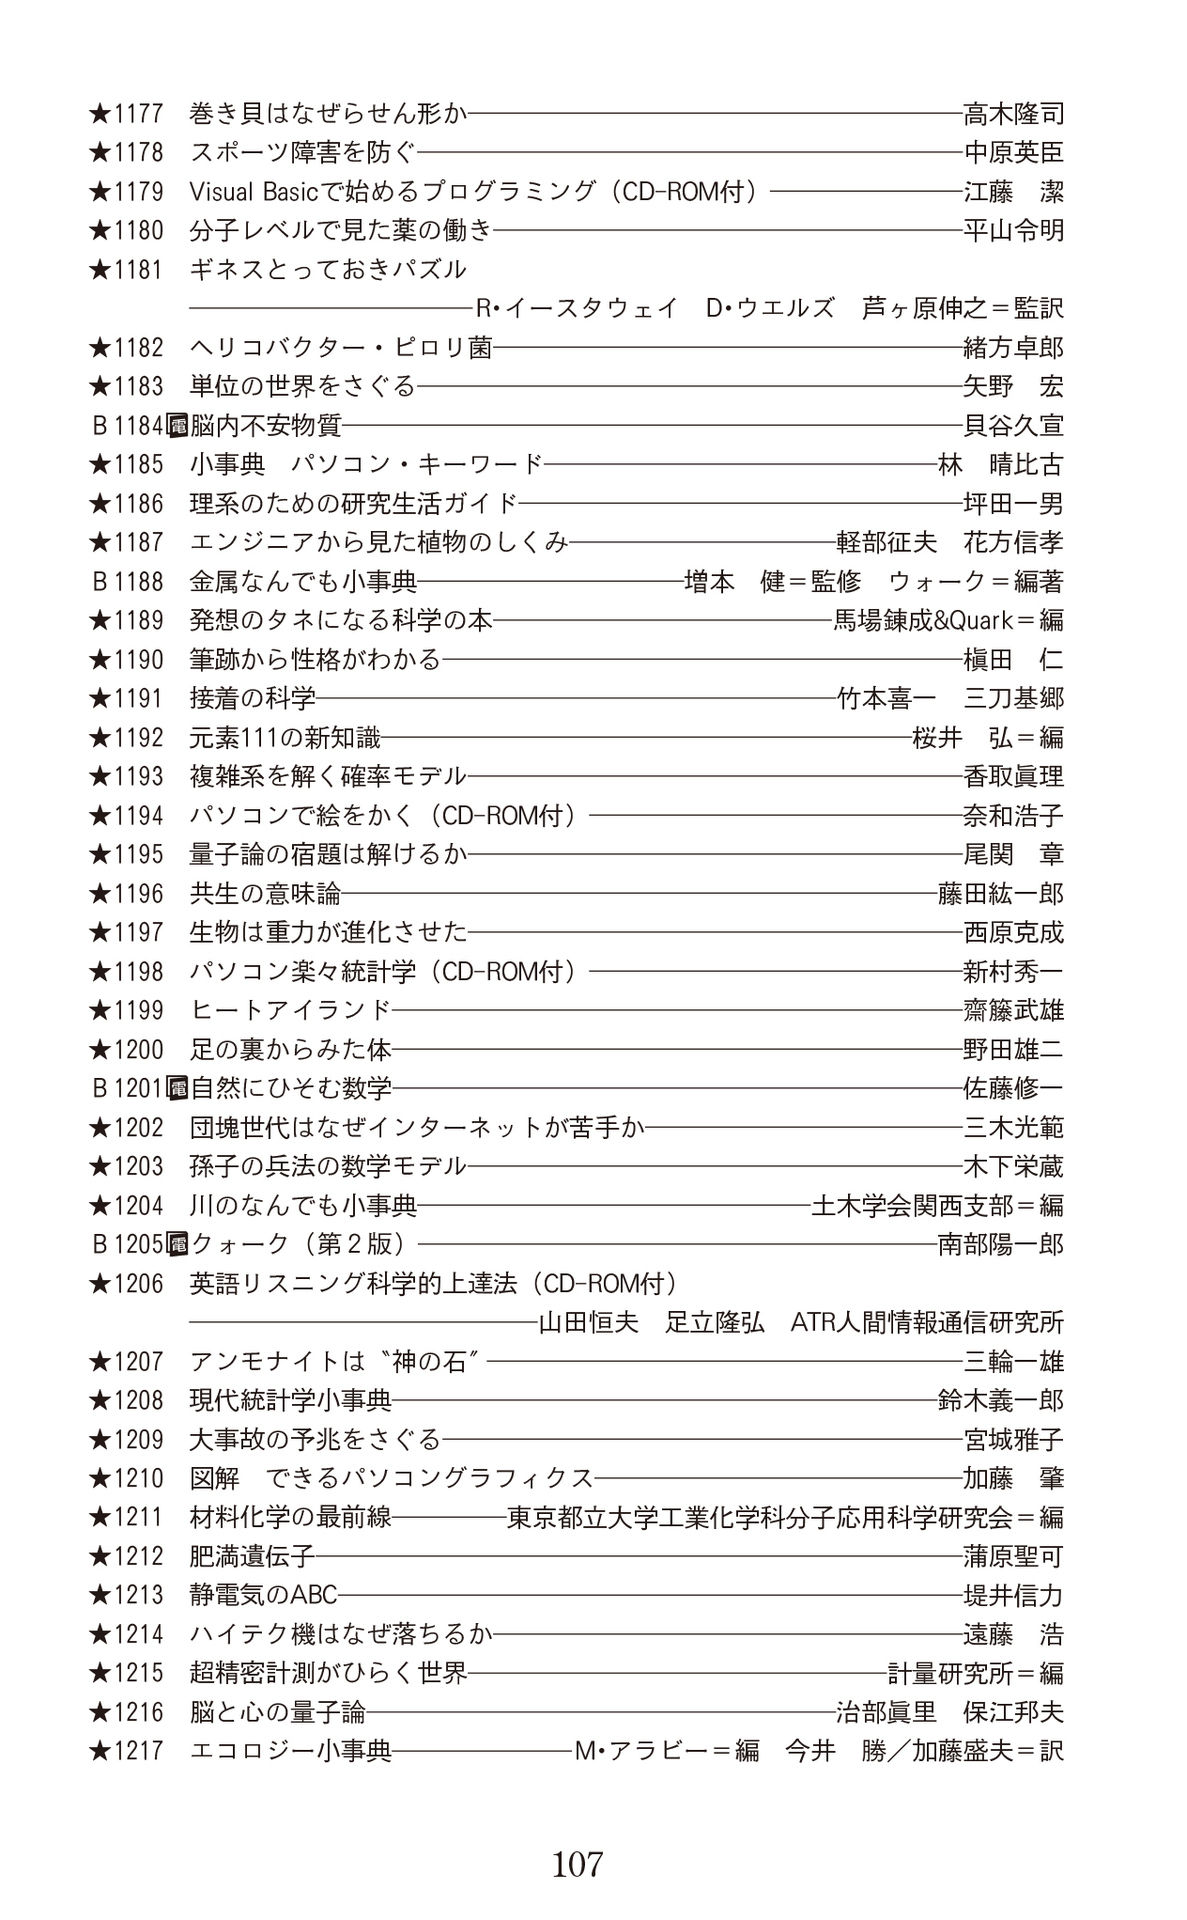 ★1177　巻き貝はなぜらせん形か―高木隆司
★1178　スポーツ障害を防ぐ―中原英臣
★1179　Visual Basicで始めるプログラミング（CD-ROM付）―江藤　潔
★1180　分子レベルで見た薬の働き―平山令明
★1181　ギネスとっておきパズル
―R・イースタウェイ　D・ウエルズ　芦ヶ原伸之＝監訳
★1182　ヘリコバクター・ピロリ菌―緒方卓郎
★1183　単位の世界をさぐる―矢野　宏
B 1184 電 脳内不安物質―貝谷久宣
★1185　小事典　パソコン・キーワード―林　晴比古
★1186　理系のための研究生活ガイド―坪田一男
★1187　エンジニアから見た植物のしくみ―軽部征夫　花方信孝
B 1188　金属なんでも小事典―増本　健＝監修　ウォーク＝編著
★1189　発想のタネになる科学の本―馬場錬成&Quark＝編
★1190　筆跡から性格がわかる―槇田　仁
★1191　接着の科学―竹本喜一　三刀基郷
★1192　元素111の新知識―桜井　弘＝編
★1193　複雑系を解く確率モデル―香取眞理
★1194　パソコンで絵をかく（CD-ROM付）―奈和浩子
★1195　量子論の宿題は解けるか―尾関　章
★1196　共生の意味論―藤田紘一郎
★1197　生物は重力が進化させた―西原克成
★1198　パソコン楽々統計学（CD-ROM付）―新村秀一
★1199　ヒートアイランド―齋籐武雄
★1200　足の裏からみた体―野田雄二
B 1201 電 自然にひそむ数学―佐藤修一
★1202　団塊世代はなぜインターネットが苦手か―三木光範
★1203　孫子の兵法の数学モデル―木下栄蔵
★1204　川のなんでも小事典―土木学会関西支部＝編
B 1205 電 クォーク（第２版）―南部陽一郎
★1206　英語リスニング科学的上達法（CD-ROM付）
―山田恒夫　足立隆弘　ATR人間情報通信研究所
★1207　アンモナイトは〝神の石〞―三輪一雄
★1208　現代統計学小事典―鈴木義一郎
★1209　大事故の予兆をさぐる―宮城雅子
★1210　図解　できるパソコングラフィクス―加藤　肇
★1211　材料化学の最前線―東京都立大学工業化学科分子応用科学研究会＝編
★1212　肥満遺伝子―蒲原聖可
★1213　静電気のABC―堤井信力
★1214　ハイテク機はなぜ落ちるか―遠藤　浩
★1215　超精密計測がひらく世界―計量研究所＝編
★1216　脳と心の量子論―治部眞里　保江邦夫
★1217　エコロジー小事典―M・アラビー＝編　今井　勝／加藤盛夫＝訳
107